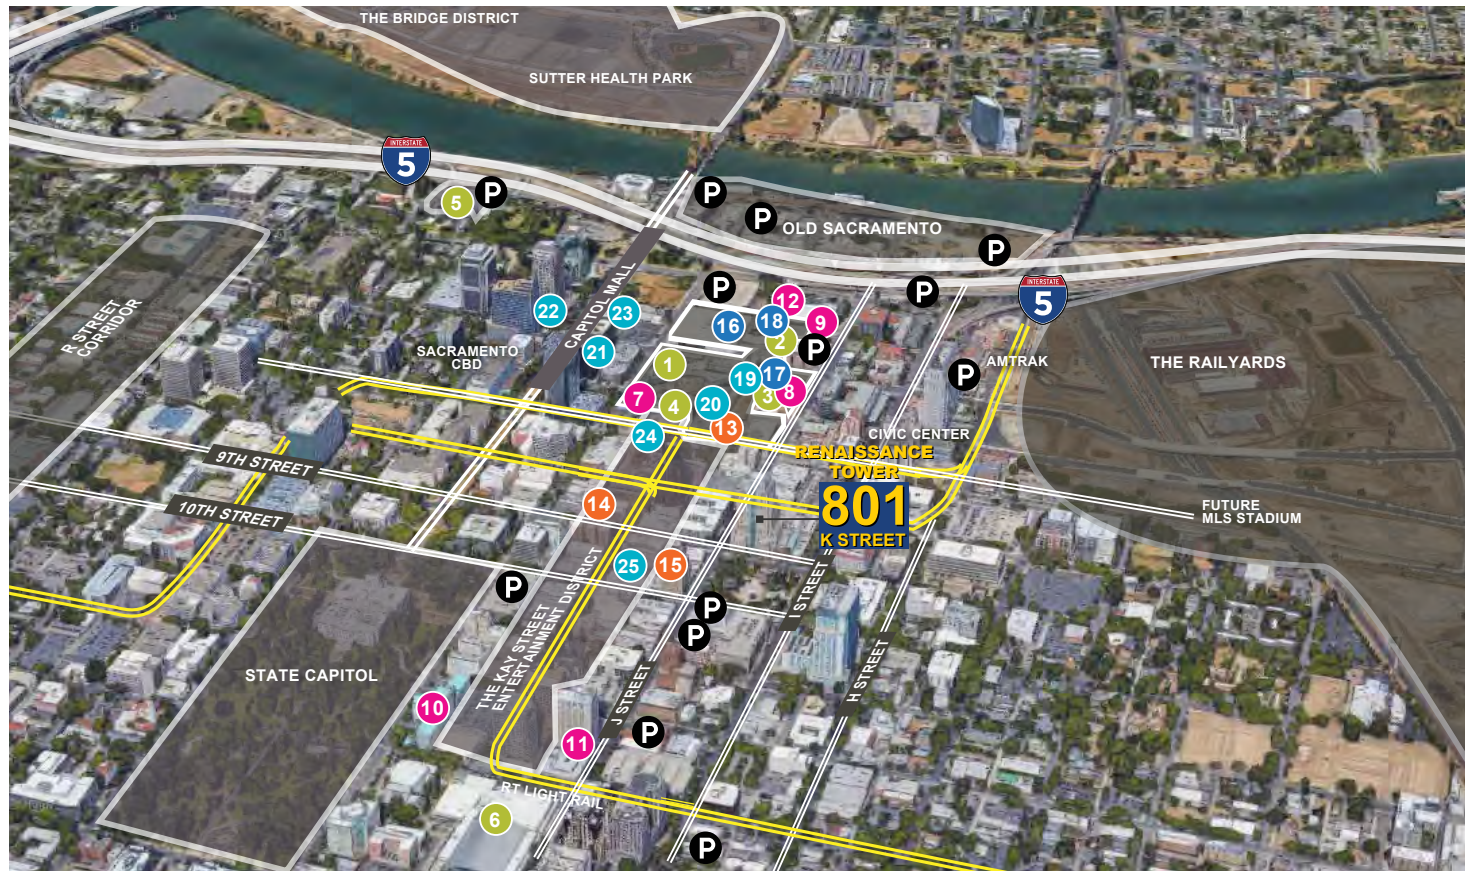 THE BRIDGE DISTRICT
SUTTER HEALTH PARK
INTERSTATE
5
5
P
P
P
OLD SACRAMENTO
P
P
P
INTERSTATE
5
R STREET
CORRIDOR
CAPITOL MALL
22
23
21
SACRAMENTO
CBD
12
16
18
9
2
P
1
19
17
7
4
20
3
8
24
13
P
AMTRAK
THE RAILYARDS
CIVIC CENTER
RENAISSANCE
TOWER
801
K STREET
FUTURE
MLS STADIUM
9TH STREET
10TH STREET
14
25
15
P
P
P
I STREET
THE KAY STREET
ENTERTAINMENT DISTRICT
STATE CAPITOL
J STREET
H STREET
10
11
P
RT LIGHT RAIL
6
P